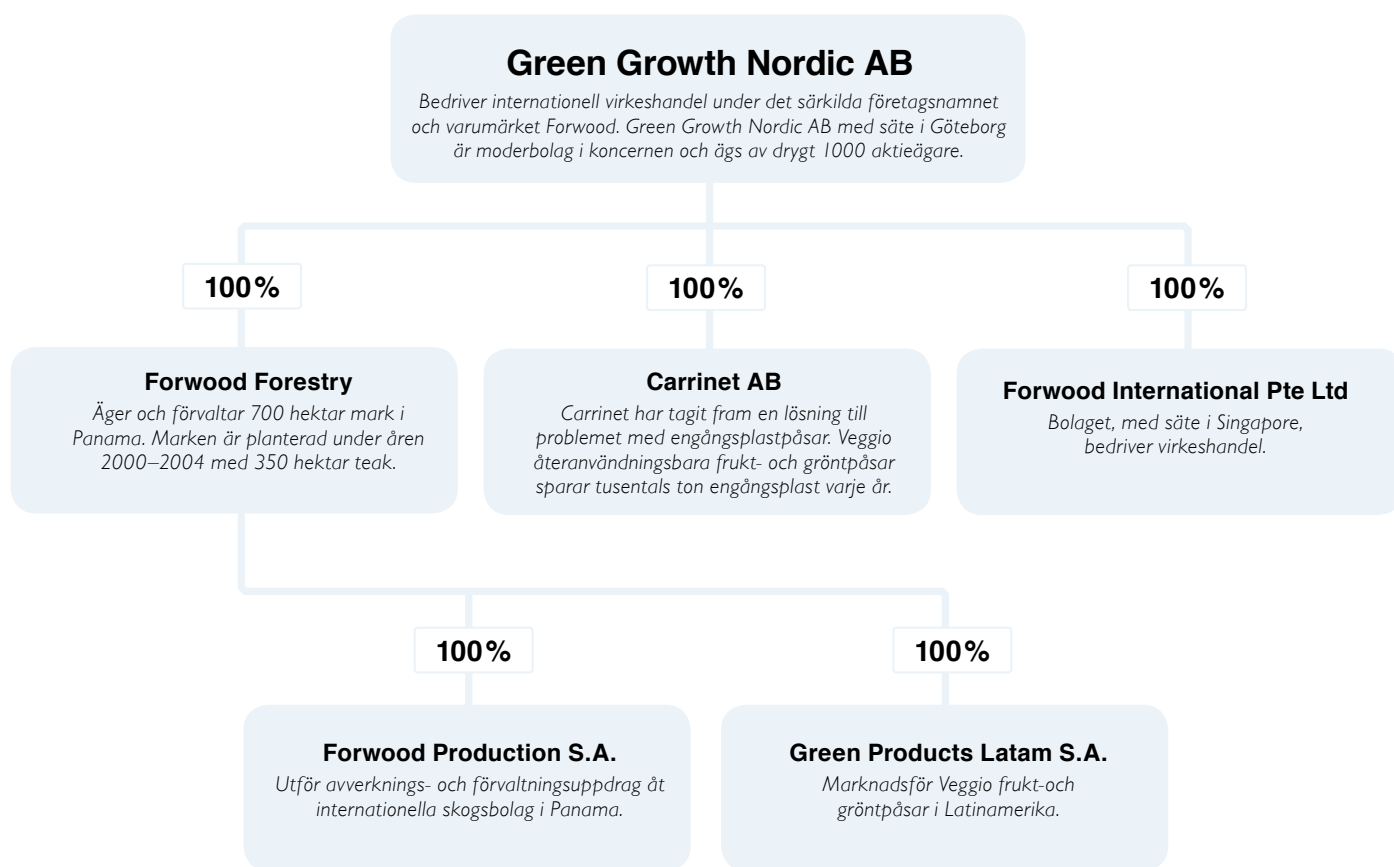 Green Growth Nordic AB
Bedriver internationell virkeshandel under det särkilda företagsnamnet
och varumärket Forwood. Green Growth Nordic AB med säte i Göteborg
är moderbolag i koncernen och ägs av drygt 1000 aktieägare.
100%
100%
100%
Forwood Forestry
Äger och förvaltar 700 hektar mark i
Panama. Marken är planterad under åren
2000–2004 med 350 hektar teak.
Carrinet AB
Carrinet har tagit fram en lösning till
problemet med engångsplastpåsar. Veggio
återanvändningsbara frukt- och gröntpåsar
sparar tusentals ton engångsplast varje år.
Forwood International Pte Ltd
Bolaget, med säte i Singapore,
bedriver virkeshandel.
100%
100%
Forwood Production S.A.
Utför avverknings- och förvaltningsuppdrag åt
internationella skogsbolag i Panama.
Green Products Latam S.A.
Marknadsför Veggio frukt-och
gröntpåsar i Latinamerika.